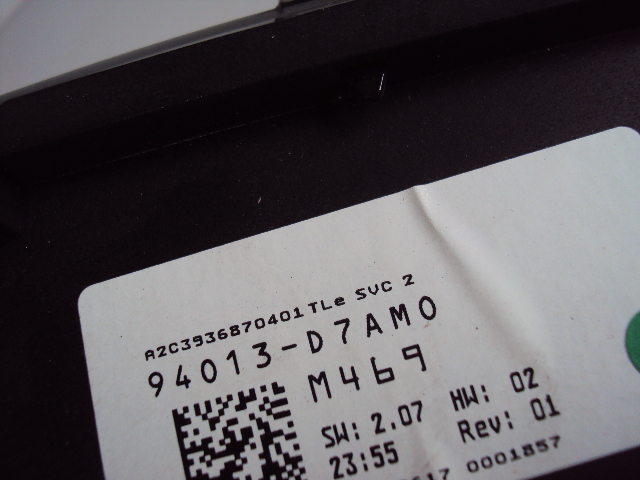 A2C3936870401 TLe SVC 2
94013-D7AM0
M469
SW: 2.07 HW: 02
23:55 Rev: 01
0001857